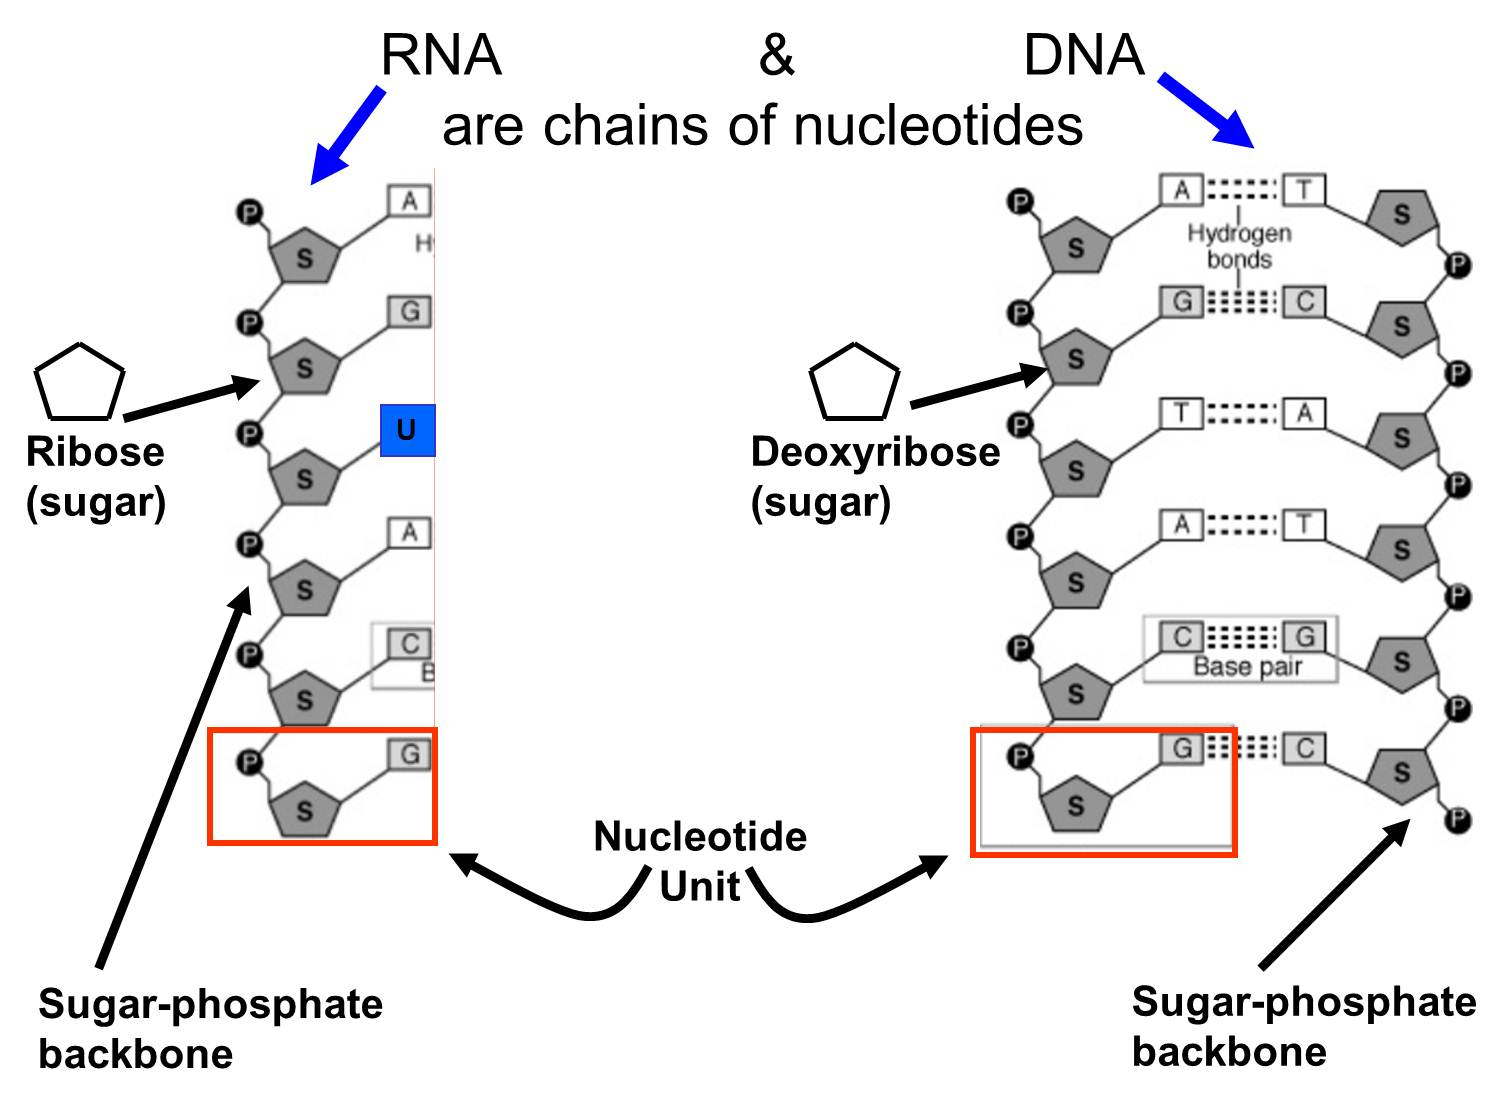 RNA & DNA
are chains of nucleotides
P
S
A
P
S
G
P
S
U
P
S
A
P
S
C
P
S
G
Ribose
(sugar)
Sugar-phosphate
backbone
Nucleotide
Unit
Deoxyribose
(sugar)
P S A T S P
Hydrogen
bonds
P S G C S P
P S T A S P
P S A T S P
P S C G S P
Base pair
P S G C S P
Sugar-phosphate
backbone